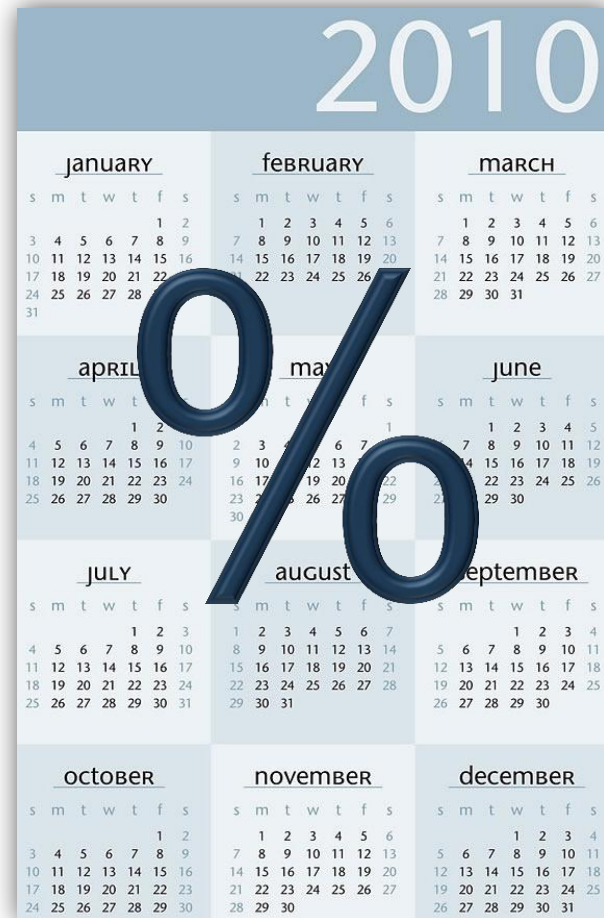 2010
january
s m t w t f s
1 2
3 4 5 6 7 8 9
10 11 12 13 14 15 16
17 18 19 20 21 22
24 25 26 27 28
31
february
s m t w t f s
1 2 3 4 5 6
7 8 9 10 11 12 13
14 15 16 17 18 19 20
22 23 24 25 26
march
s m t w t f s
1 2 3 4 5 6
7 8 9 10 11 12 13
14 15 16 17 18 19 20
21 22 23 24 25 26 27
28 29 30 31
%
april
s m t w t
1 2
4 5 6 7 8 9 10
11 12 13 14 15 16 17
18 19 20 21 22 23 24
25 26 27 28 29 30
may
t f s
1
2 3 6 7
9 10 12 13
16 17 19 20 22
23 26 27 29
30
june
s m t w t f s
1 2 3 4 5
7 8 9 10 11 12
14 15 16 17 18 19
22 23 24 25 26
29 30
july
s m t w t f s
1 2 3
4 5 6 7 8 9 10
11 12 13 14 15 16 17
18 19 20 21 22 23 24
25 26 27 28 29 30 31
august
s m t w t f s
1 2 3 4 5 6 7
8 9 10 11 12 13 14
15 16 17 18 19 20 21
22 23 24 25 26 27 28
29 30 31
september
s m t w t f s
1 2 3 4
5 6 7 8 9 10 11
12 13 14 15 16 17 18
19 20 21 22 23 24 25
26 27 28 29 30
october
s m t w t f s
1 2
3 4 5 6 7 8 9
10 11 12 13 14 15 16
17 18 19 20 21 22 23
24 25 26 27 28 29 30
november
s m t w t f s
1 2 3 4 5 6
7 8 9 10 11 12 13
14 15 16 17 18 19 20
21 22 23 24 25 26 27
28 29 30
december
s m t w t f s
1 2 3 4
5 6 7 8 9 10 11
12 13 14 15 16 17 18
19 20 21 22 23 24 25
26 27 28 29 30 31